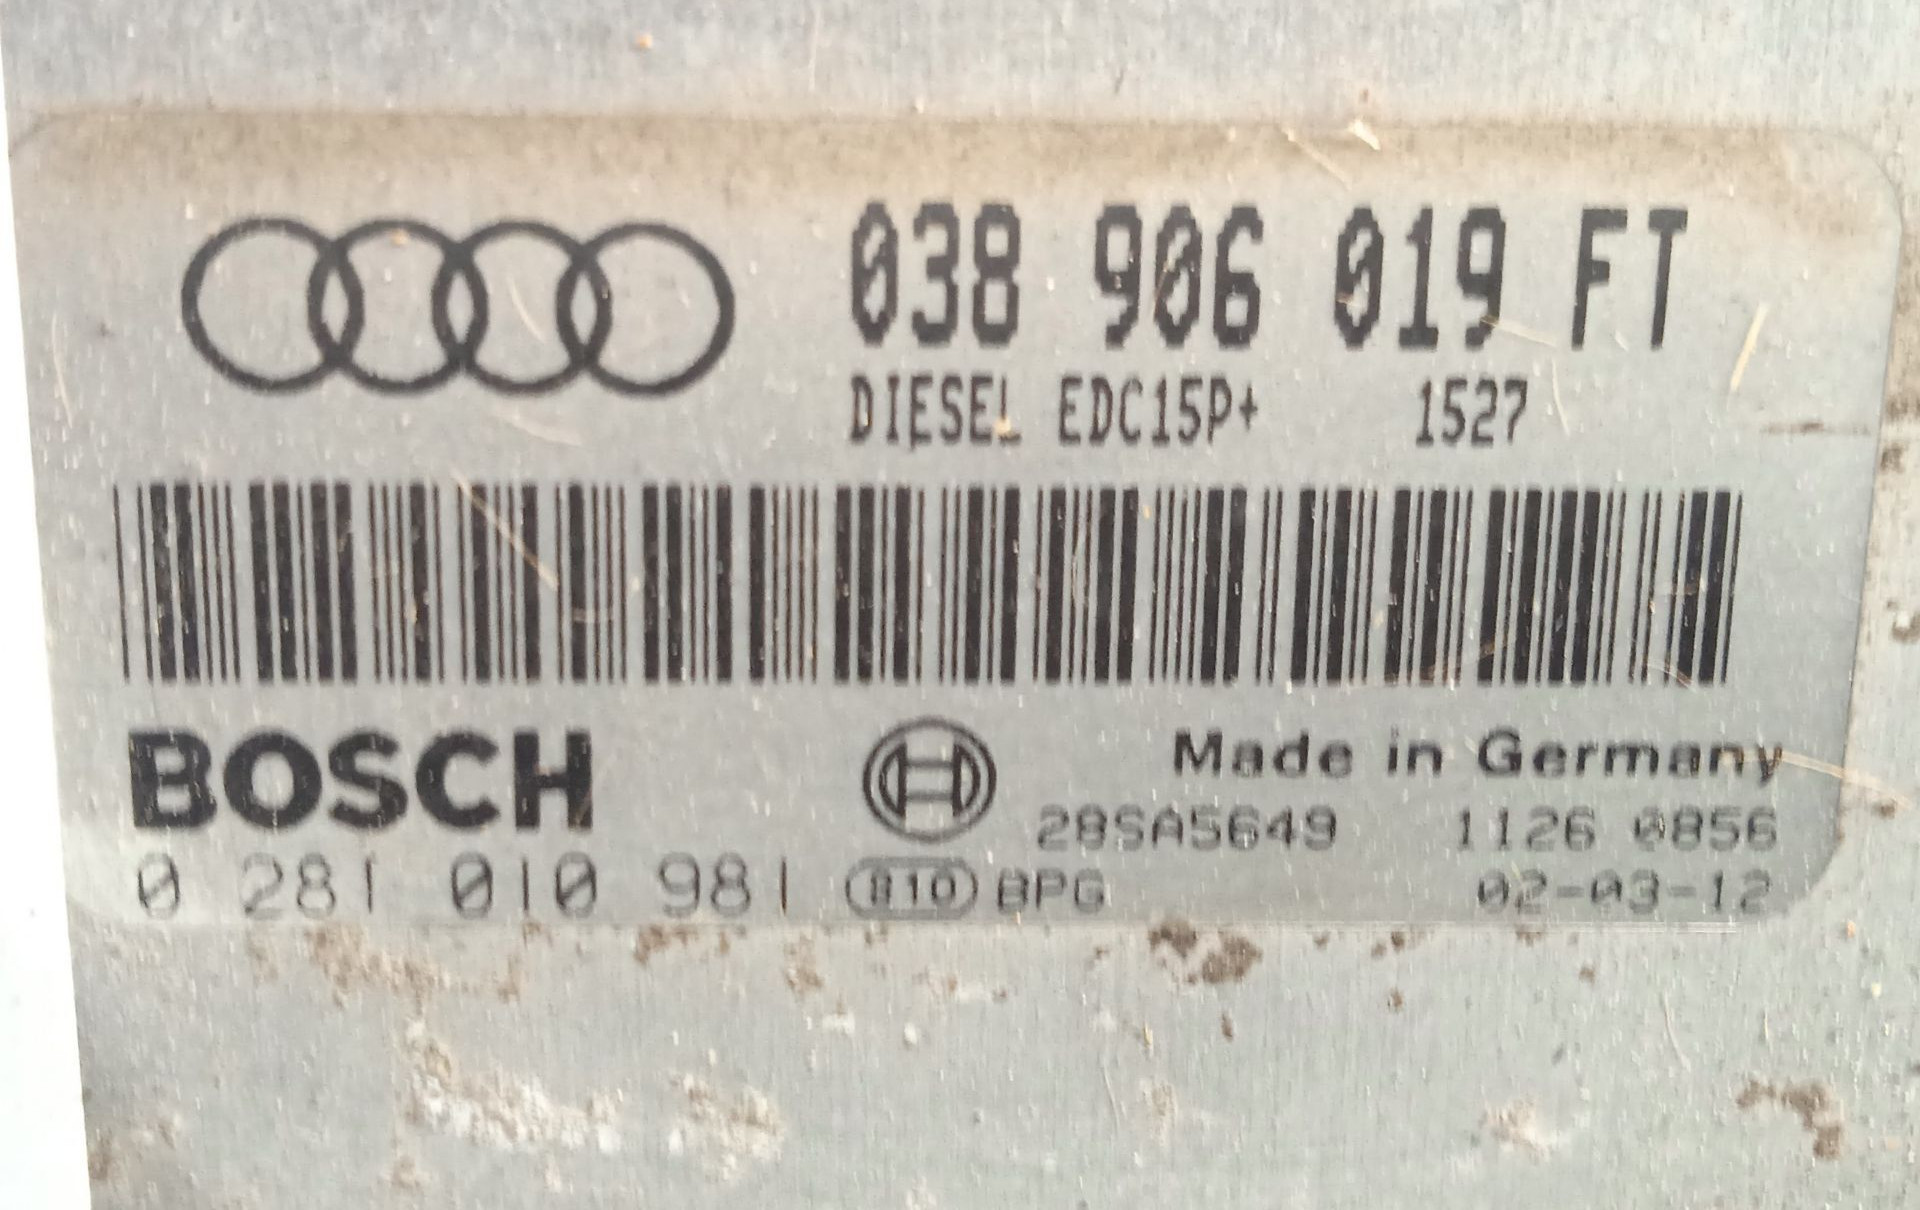 038 906 019 FT
DIESEL EDC15P+ 1527
BOSCH
Made in Germany
28SA5649 1126 0856
0 281 010 981 810 BPG 02-03-12